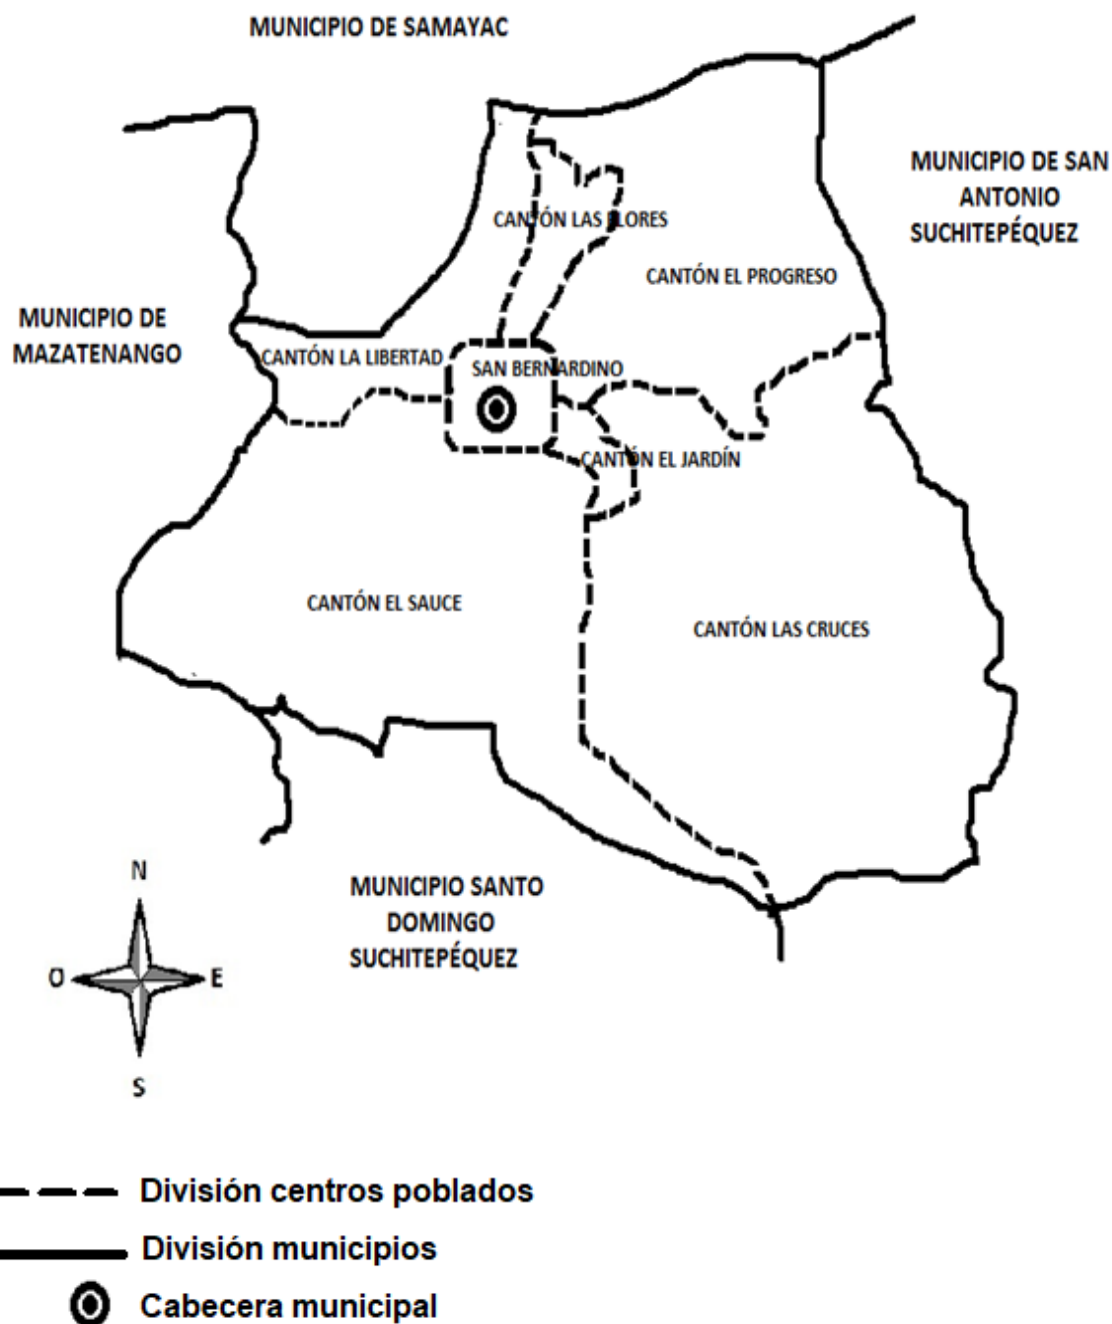 MUNICIPIO DE SAMAYAC
MUNICIPIO DE SAN
ANTONIO
SUCHITEPÉQUEZ
CANTÓN LAS FLORES
CANTÓN EL PROGRESO
MUNICIPIO DE
MAZATENANGO
CANTÓN LA LIBERTAD
SAN BERNARDINO
CANTÓN EL JARDÍN
CANTÓN EL SAUCE
CANTÓN LAS CRUCES
MUNICIPIO SANTO
DOMINGO
SUCHITEPÉQUEZ
N
O
E
S
División centros poblados
División municipios
Cabecera municipal